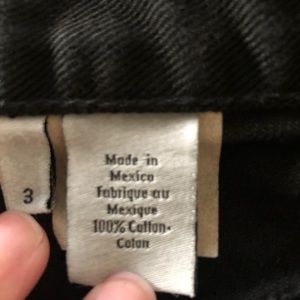 3
Made in
Mexico
Fabrique au
Mexique
100% Cotton-
Coton